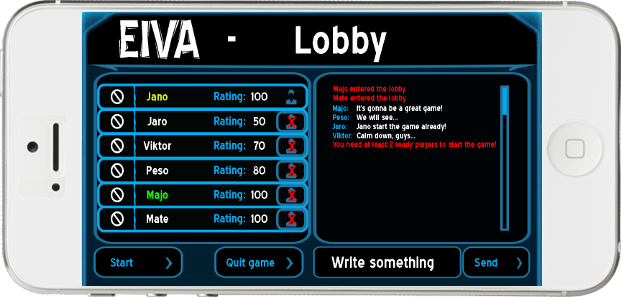 EIVA - Lobby
Jano Rating: 100
Jaro Rating: 50
Viktor Rating: 70
Peso Rating: 80
Majo Rating: 100
Mate Rating: 100
Majo entered the lobby
Mate entered the lobby
Majo: It's gonna be a great game!
Peso: We will see...
Jaro: Jano start the game already!
Viktor: Calm down, guys...
You need at least 2 ready players to start the game!
Start
Quit game
Write something
Send